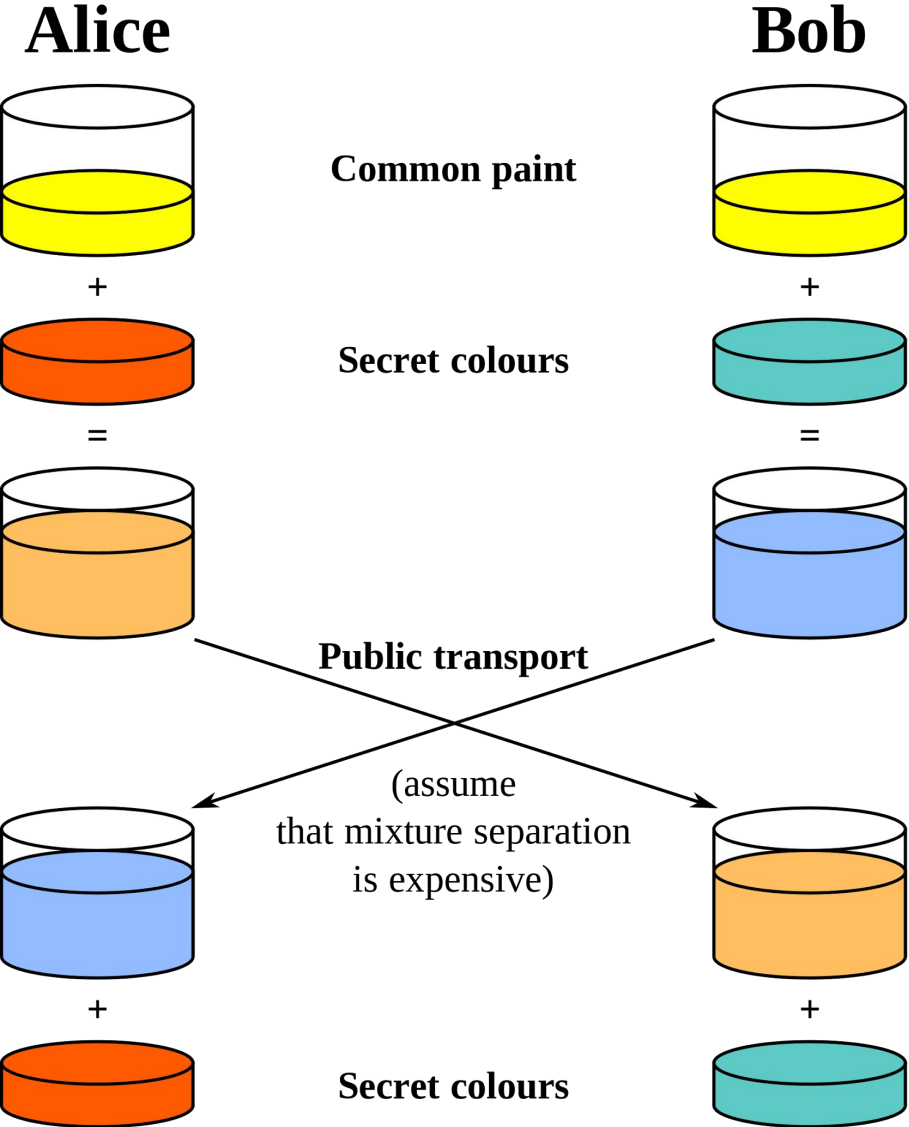 Alice
Bob
Common paint
+
+
Secret colours
=
=
Public transport
(assume
that mixture separation
is expensive)
+
+
Secret colours